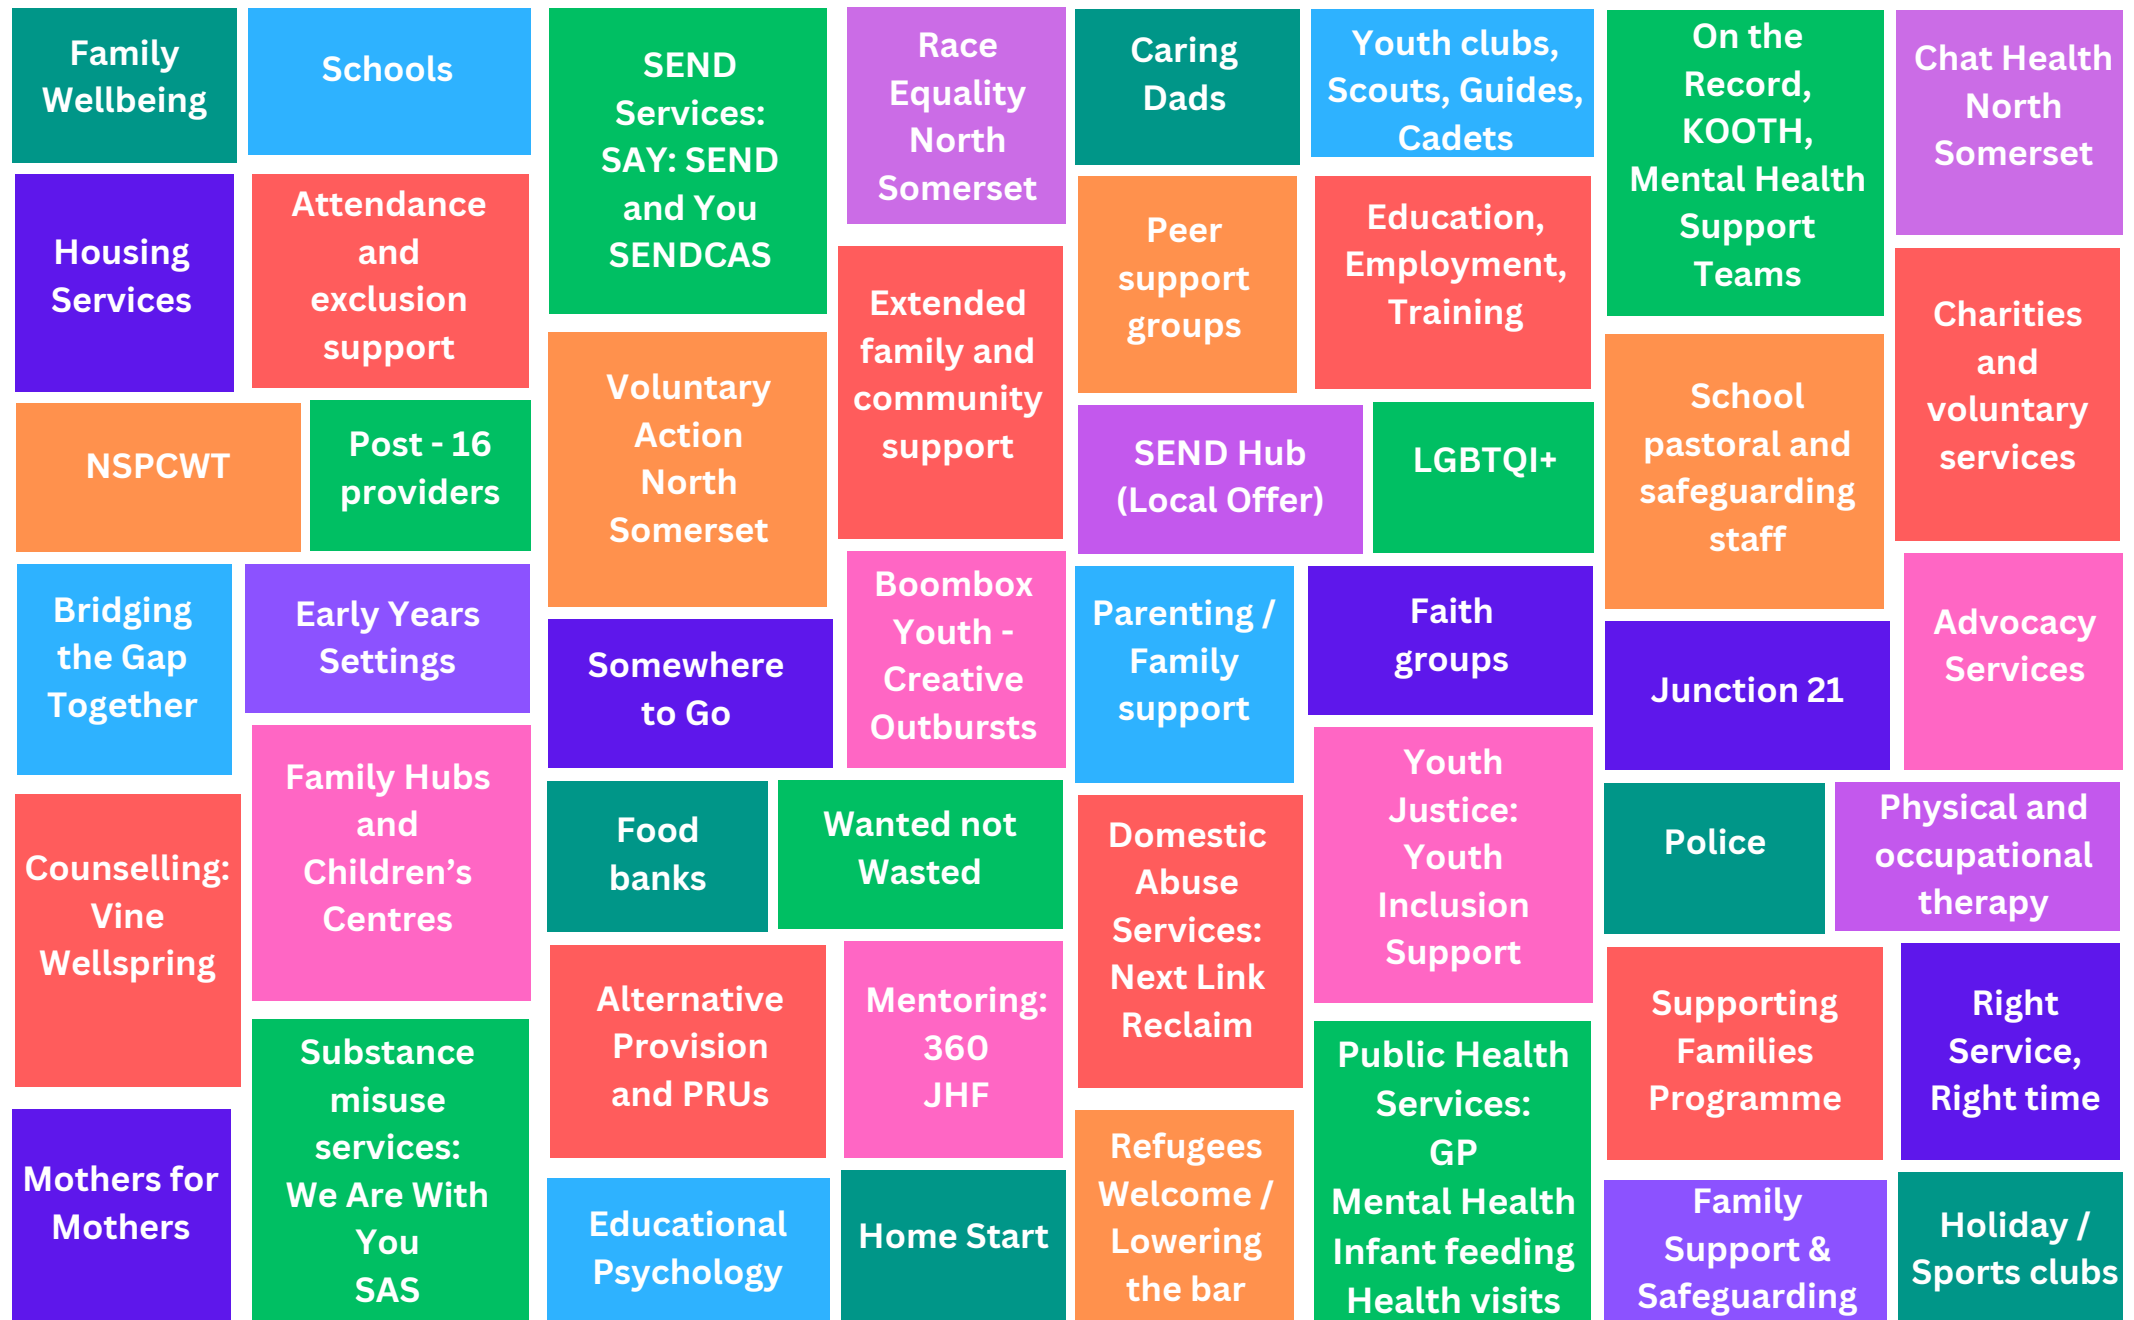 Family
Wellbeing
Schools
SEND
Services:
SAY: SEND
and You
SENDCAS
Race
Equality
North
Somerset
Caring
Dads
Youth clubs,
Scouts, Guides,
Cadets
On the
Record,
KOOTH,
Mental Health
Support
Teams
Chat Health
North
Somerset
Housing
Services
Attendance
and
exclusion
support
Extended
family and
community
support
Peer
support
groups
Education,
Employment,
Training
Charities
and
voluntary
services
Voluntary
Action
North
Somerset
School
pastoral and
safeguarding
staff
NSPCWT
Post - 16
providers
SEND Hub
(Local Offer)
LGBTQI+
Bridging
the Gap
Together
Early Years
Settings
Somewhere
to Go
Boombox
Youth -
Creative
Outbursts
Parenting /
Family
support
Faith
groups
Junction 21
Advocacy
Services
Family Hubs
and
Children’s
Centres
Youth
Justice:
Youth
Inclusion
Support
Counselling:
Vine
Wellspring
Food
banks
Wanted not
Wasted
Domestic
Abuse
Services:
Next Link
Reclaim
Police
Physical and
occupational
therapy
Alternative
Provision
and PRUs
Mentoring:
360
JHF
Supporting
Families
Programme
Right
Service,
Right time
Substance
misuse
services:
We Are With
You
SAS
Public Health
Services:
GP
Mental Health
Infant feeding
Health visits
Mothers for
Mothers
Educational
Psychology
Home Start
Refugees
Welcome /
Lowering
the bar
Family
Support &
Safeguarding
Holiday /
Sports clubs